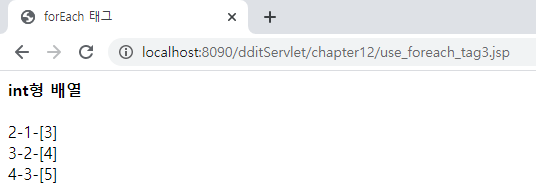 forEach 태그
localhost:8090/dditServlet/chapter12/use_foreach_tag3.jsp
int형 배열
2-1-[3]
3-2-[4]
4-3-[5]